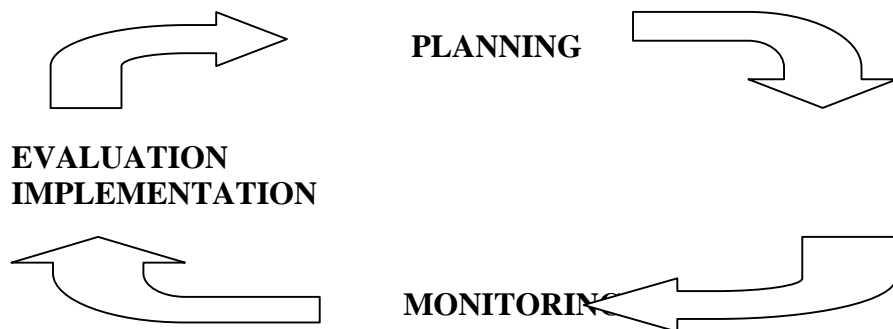 PLANNING
EVALUATION
IMPLEMENTATION
MONITORING